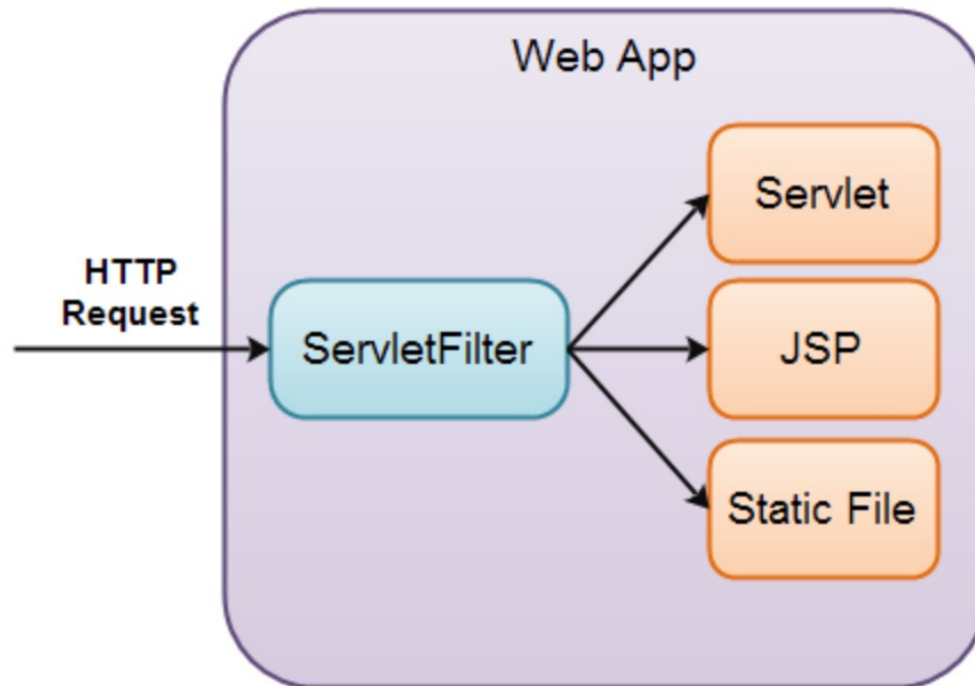 Web App
HTTP
Request
ServletFilter
Servlet
JSP
Static File